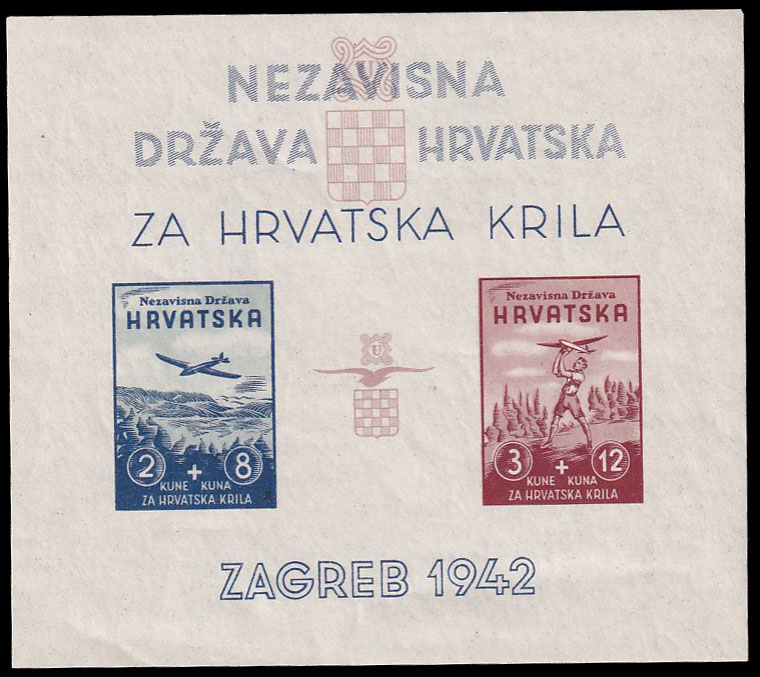 NEZAVISNA
DRŽAVA HRVATSKA
ZA HRVATSKA KRILA
Nezavisna Država
HRVATSKA
2 + 8
KUNE KUNA
ZA HRVATSKA KRILA
U
Nezavisna Država
HRVATSKA
3 + 12
KUNE KUNA
ZA HRVATSKA KRILA
U
ZAGREB 1942